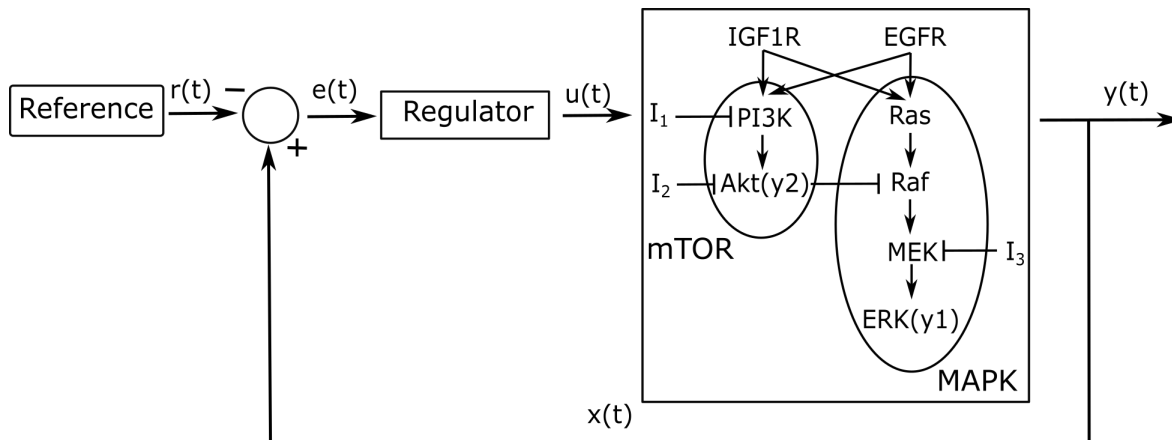 IGF1R EGFR
Reference r(t) − e(t) Regulator u(t) I₁ PI3K Ras y(t)
+
I₂ Akt(y2) Raf
mTOR MEK I₃
ERK(y1)
MAPK
x(t)